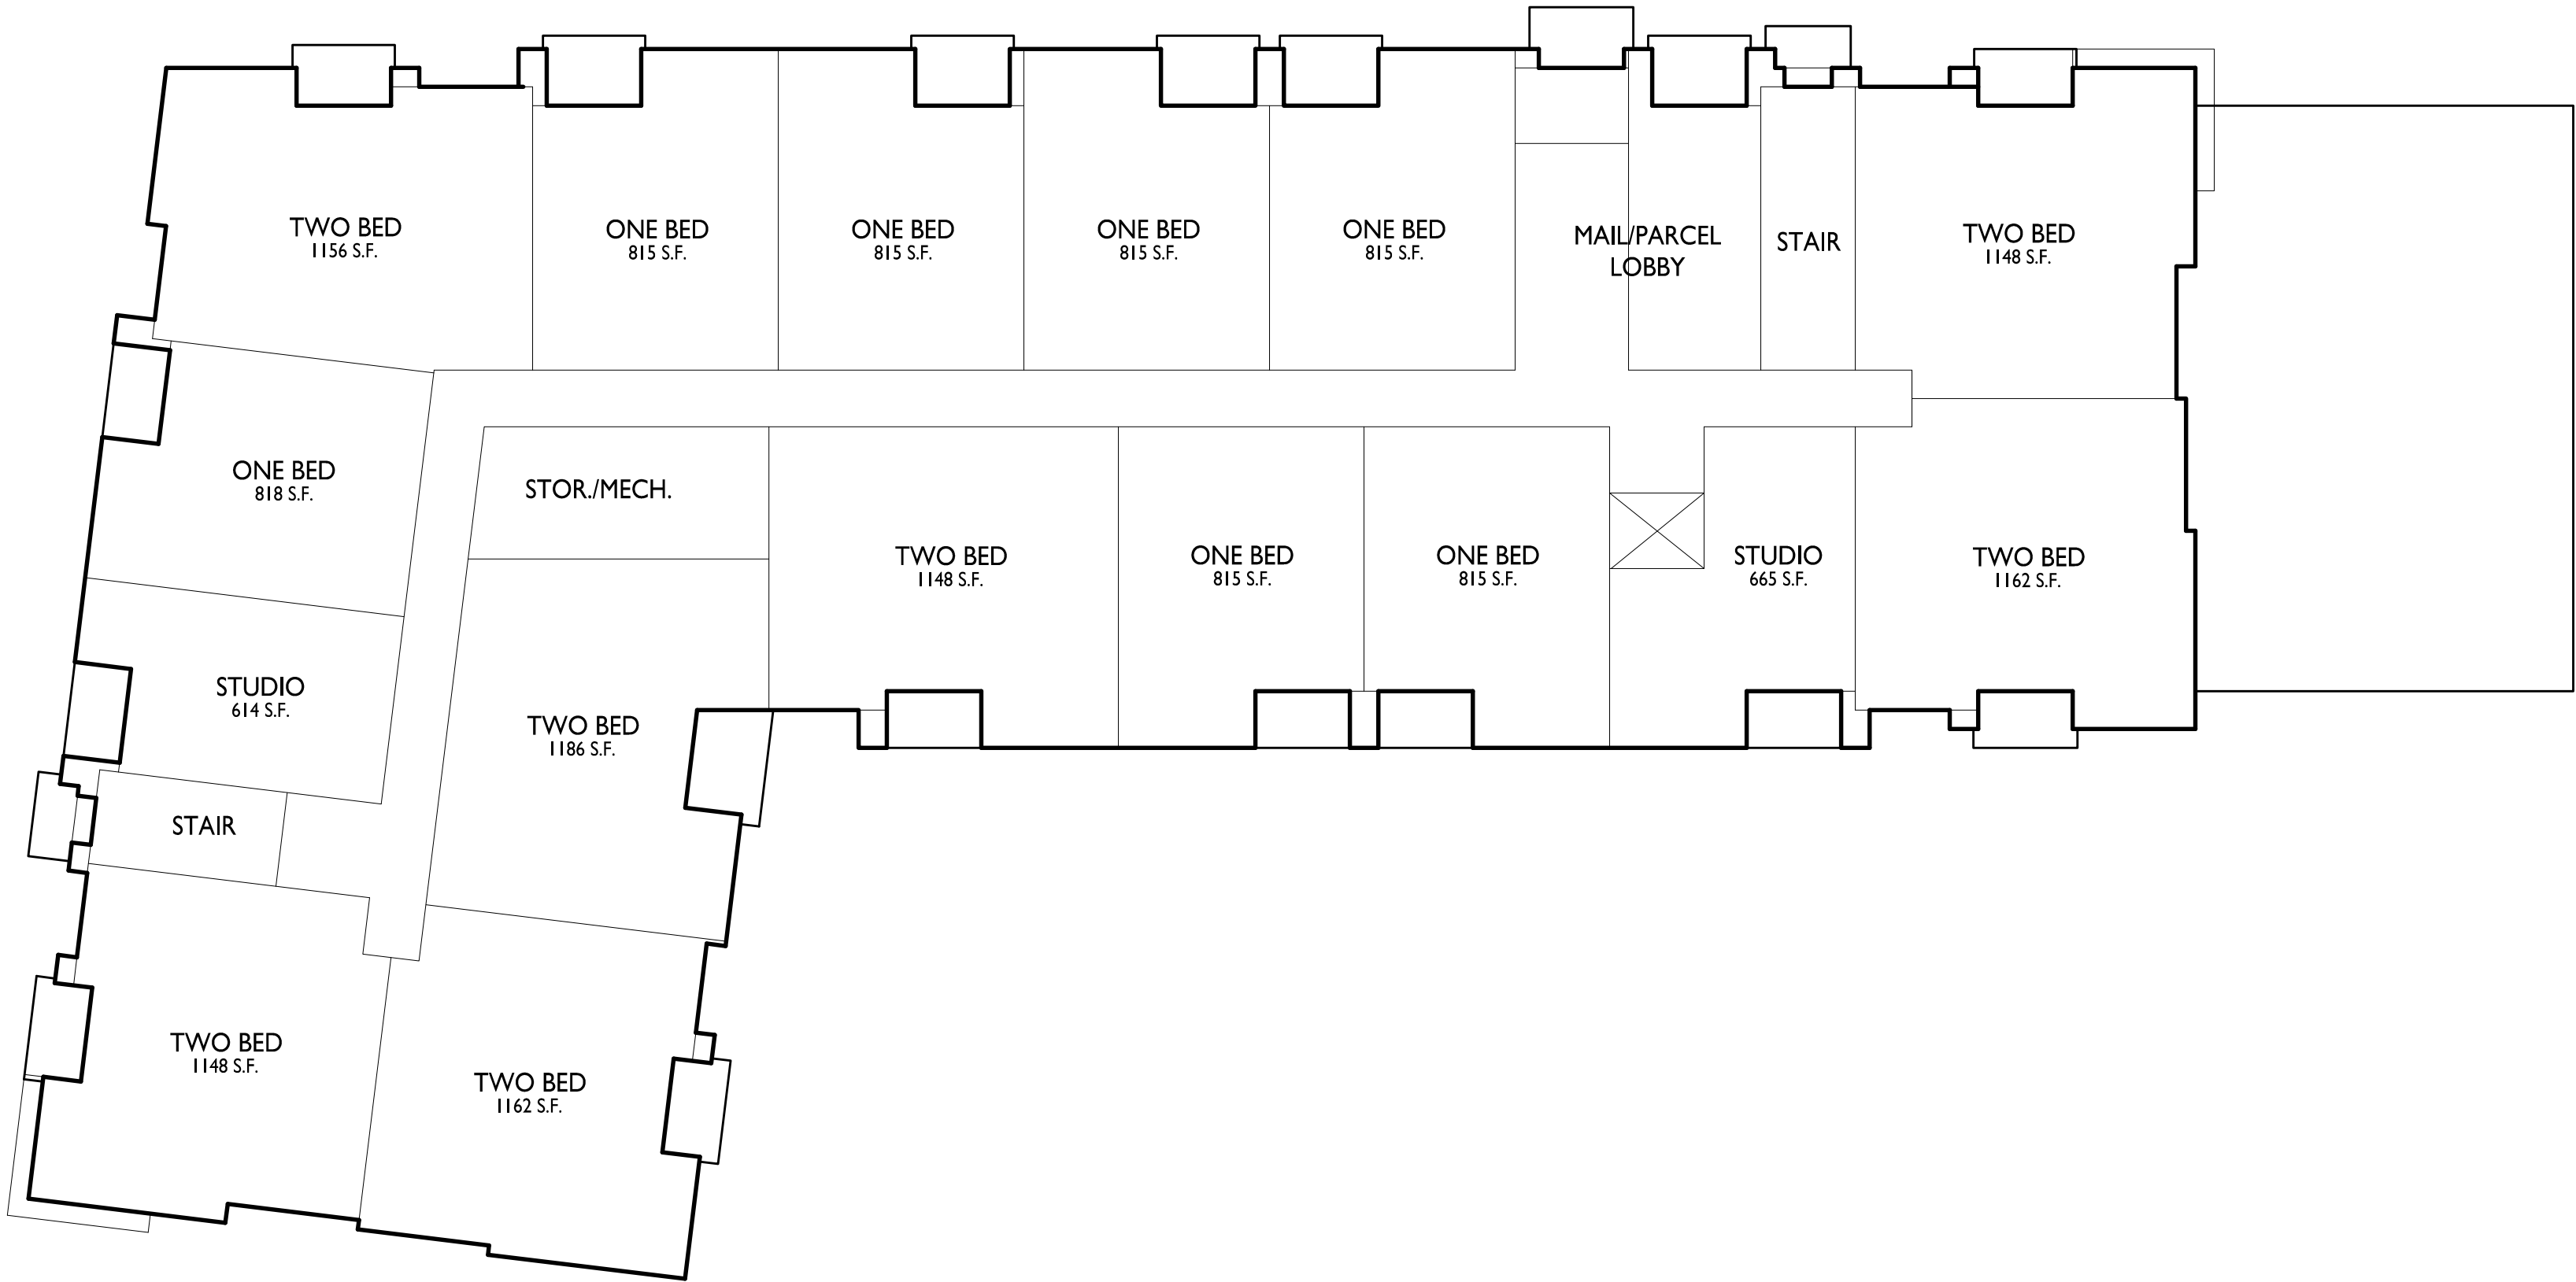 TWO BED
1156 S.F.
ONE BED
815 S.F.
ONE BED
815 S.F.
ONE BED
815 S.F.
ONE BED
815 S.F.
MAIL/PARCEL
LOBBY
STAIR
TWO BED
1148 S.F.
ONE BED
818 S.F.
STOR./MECH.
TWO BED
1148 S.F.
ONE BED
815 S.F.
ONE BED
815 S.F.
STUDIO
665 S.F.
TWO BED
1162 S.F.
STUDIO
614 S.F.
TWO BED
1186 S.F.
STAIR
TWO BED
1148 S.F.
TWO BED
1162 S.F.